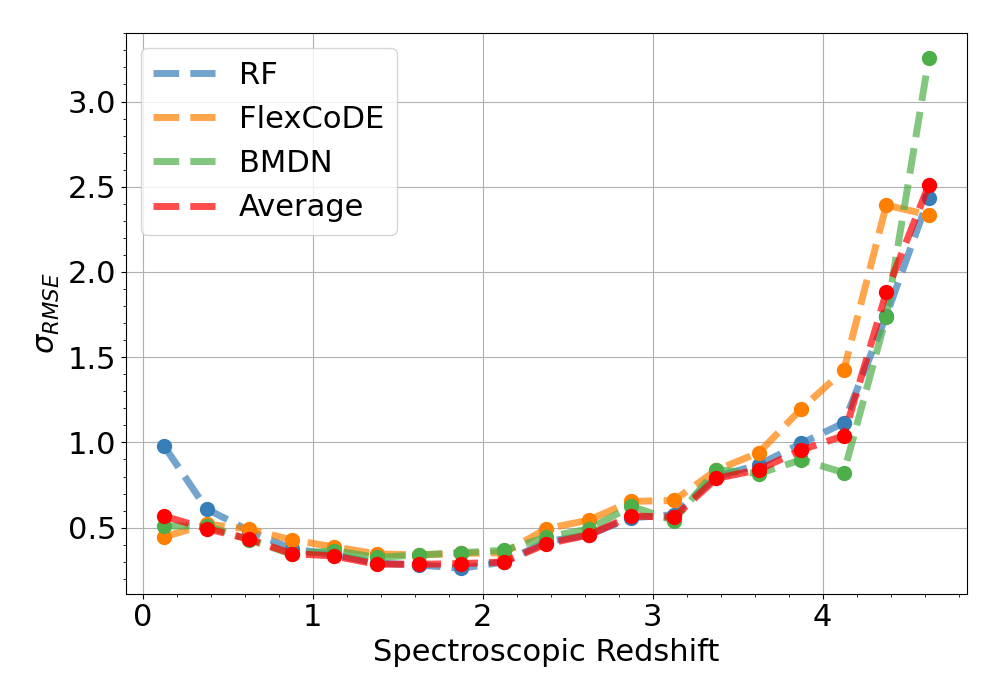 RF
FlexCoDE
BMDN
Average
3.0
2.5
2.0
1.5
1.0
0.5
σ_RMSE
0 1 2 3 4
Spectroscopic Redshift